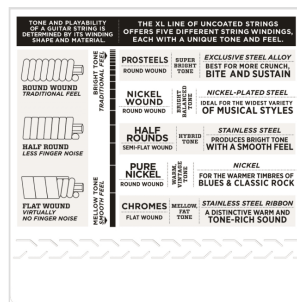 TONE AND PLAYABILITY
OF A GUITAR STRING IS
DETERMINED BY ITS WINDING
SHAPE AND MATERIAL.
THE XL LINE OF UNCOATED STRINGS
OFFERS FIVE DIFFERENT STRING WINDINGS,
EACH WITH A UNIQUE TONE AND FEEL.
ROUND WOUND
TRADITIONAL FEEL
HALF ROUND
LESS FINGER NOISE
FLAT WOUND
VIRTUALLY
NO FINGER NOISE
BRIGHT TONE
TRADITIONAL FEEL
MELLOW TONE
SMOOTH FEEL
PROSTEELS
ROUND WOUND
SUPER
BRIGHT
TONE
EXCLUSIVE STEEL ALLOY
BEST FOR MORE CRUNCH,
BITE AND SUSTAIN
NICKEL
WOUND
ROUND WOUND
BRIGHT
BALANCED
TONE
NICKEL-PLATED STEEL
IDEAL FOR THE WIDEST VARIETY
OF MUSICAL STYLES
HALF
ROUNDS
SEMI-FLAT WOUND
HYBRID
TONE
STAINLESS STEEL
PRODUCES BRIGHT TONE
WITH A SMOOTH FEEL
PURE
NICKEL
ROUND WOUND
WARM,
VINTAGE
TONE
NICKEL
FOR THE WARMER TIMBRES OF
BLUES & CLASSIC ROCK
CHROMES
FLAT WOUND
MELLOW,
FAT
TONE
STAINLESS STEEL RIBBON
A DISTINCTIVE WARM AND
TONE-RICH SOUND